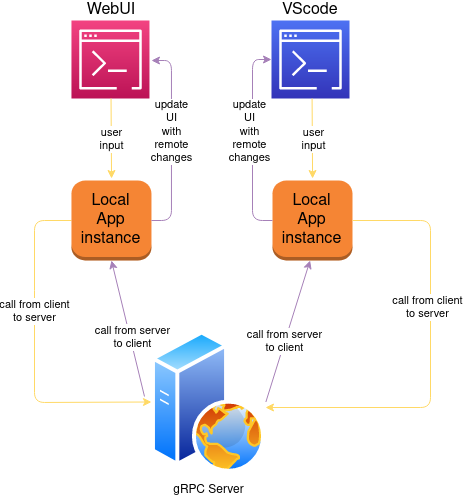 WebUI
VScode
user
input
update
UI
with
remote
changes
update
UI
with
remote
changes
user
input
Local
App
instance
Local
App
instance
call from client
to server
call from server
to client
call from server
to client
call from client
to server
gRPC Server